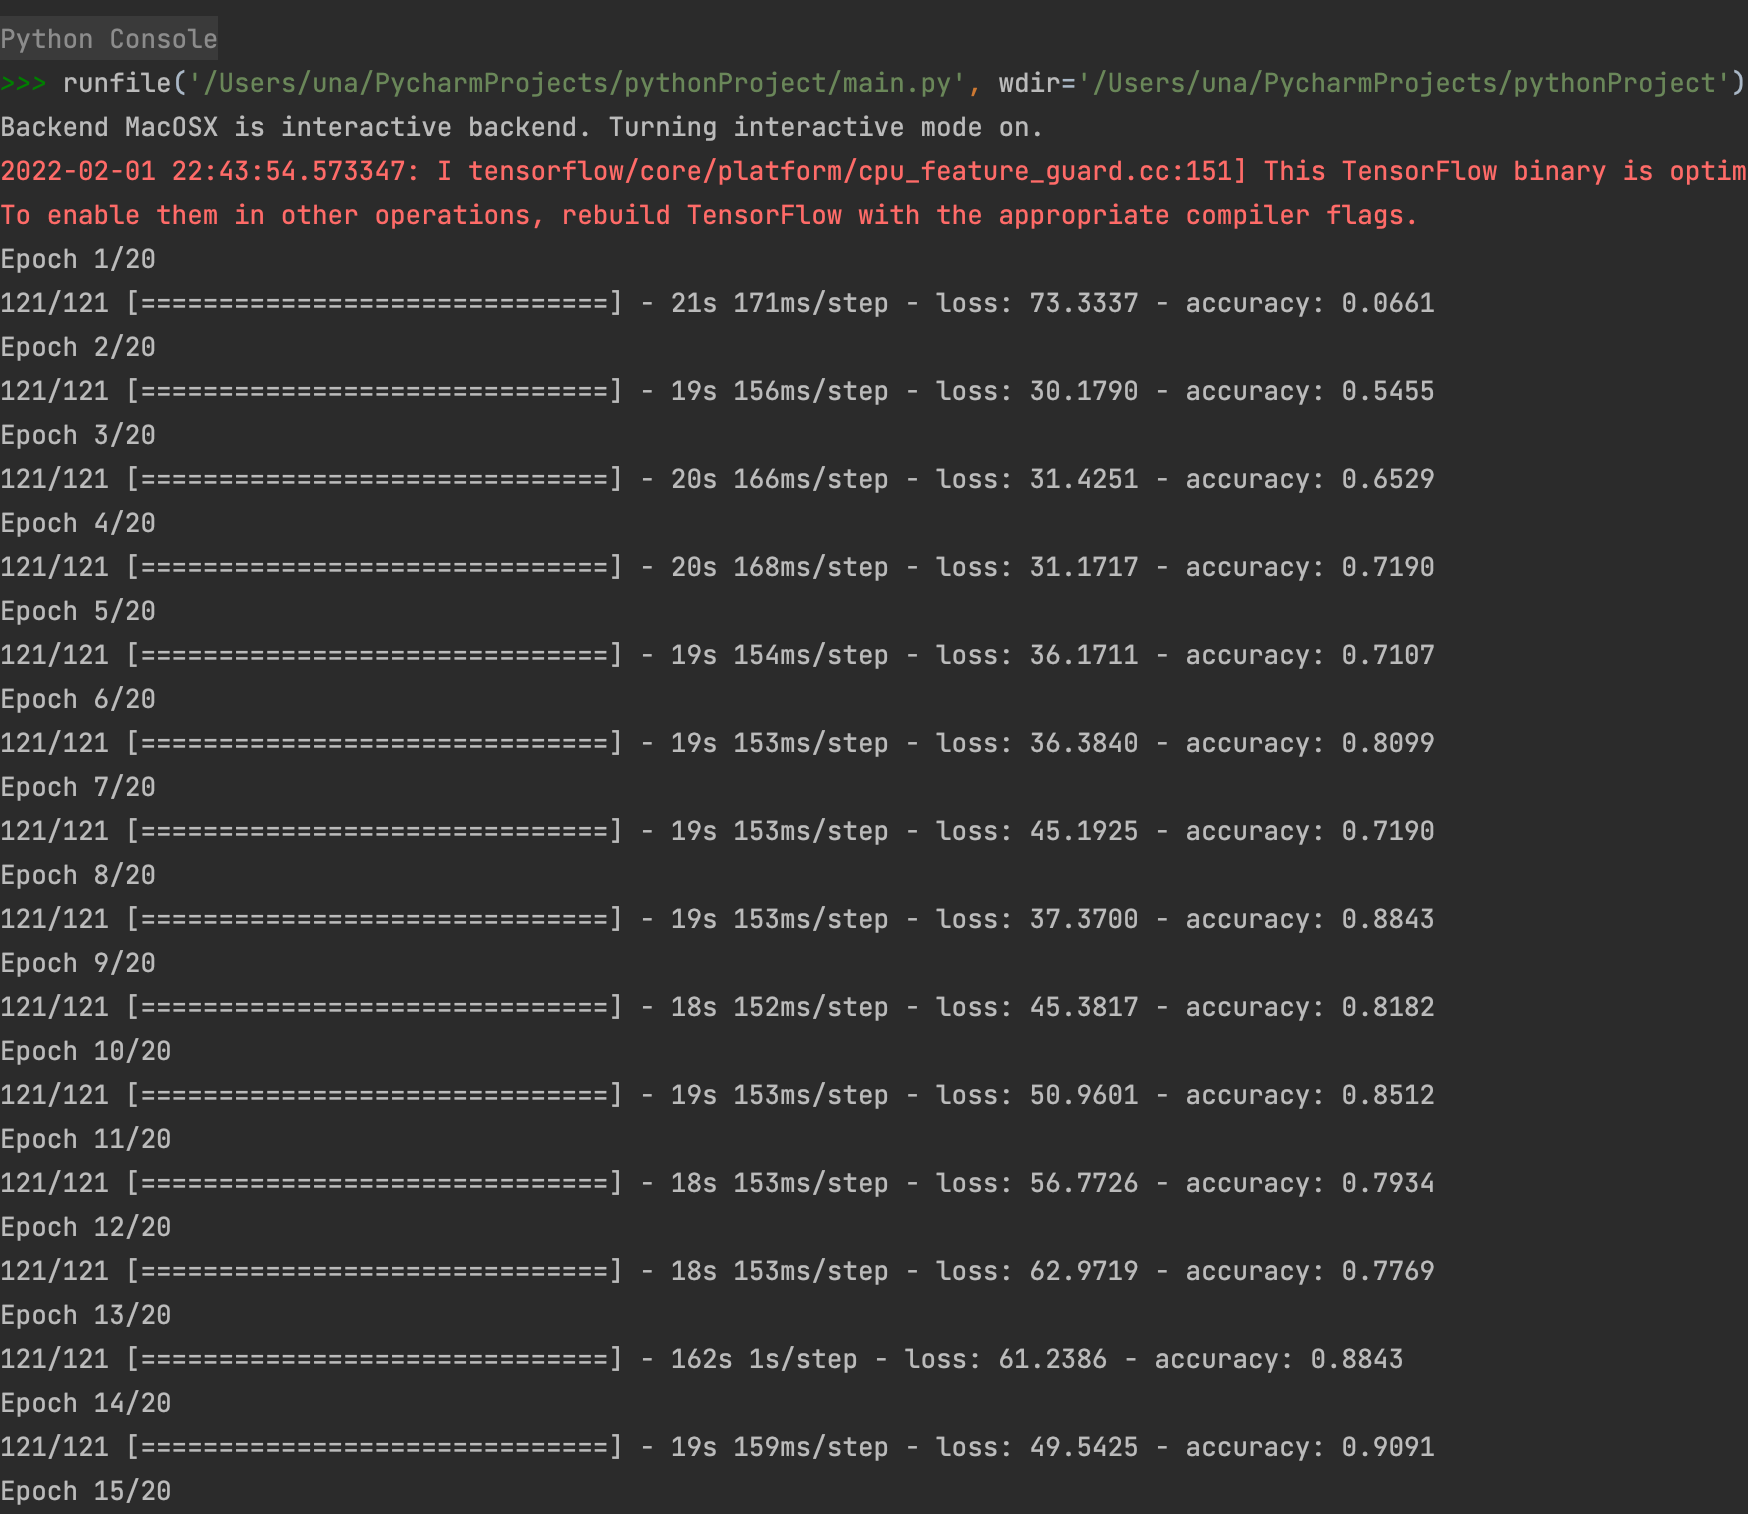 Python Console
>>> runfile('/Users/una/PycharmProjects/pythonProject/main.py', wdir='/Users/una/PycharmProjects/pythonProject')
Backend MacOSX is interactive backend. Turning interactive mode on.
2022-02-01 22:43:54.573347: I tensorflow/core/platform/cpu_feature_guard.cc:151] This TensorFlow binary is optim
To enable them in other operations, rebuild TensorFlow with the appropriate compiler flags.
Epoch 1/20
121/121 [==============================] - 21s 171ms/step - loss: 73.3337 - accuracy: 0.0661
Epoch 2/20
121/121 [==============================] - 19s 156ms/step - loss: 30.1790 - accuracy: 0.5455
Epoch 3/20
121/121 [==============================] - 20s 166ms/step - loss: 31.4251 - accuracy: 0.6529
Epoch 4/20
121/121 [==============================] - 20s 168ms/step - loss: 31.1717 - accuracy: 0.7190
Epoch 5/20
121/121 [==============================] - 19s 154ms/step - loss: 36.1711 - accuracy: 0.7107
Epoch 6/20
121/121 [==============================] - 19s 153ms/step - loss: 36.3840 - accuracy: 0.8099
Epoch 7/20
121/121 [==============================] - 19s 153ms/step - loss: 45.1925 - accuracy: 0.7190
Epoch 8/20
121/121 [==============================] - 19s 153ms/step - loss: 37.3700 - accuracy: 0.8843
Epoch 9/20
121/121 [==============================] - 18s 152ms/step - loss: 45.3817 - accuracy: 0.8182
Epoch 10/20
121/121 [==============================] - 19s 153ms/step - loss: 50.9601 - accuracy: 0.8512
Epoch 11/20
121/121 [==============================] - 18s 153ms/step - loss: 56.7726 - accuracy: 0.7934
Epoch 12/20
121/121 [==============================] - 18s 153ms/step - loss: 62.9719 - accuracy: 0.7769
Epoch 13/20
121/121 [==============================] - 162s 1s/step - loss: 61.2386 - accuracy: 0.8843
Epoch 14/20
121/121 [==============================] - 19s 159ms/step - loss: 49.5425 - accuracy: 0.9091
Epoch 15/20